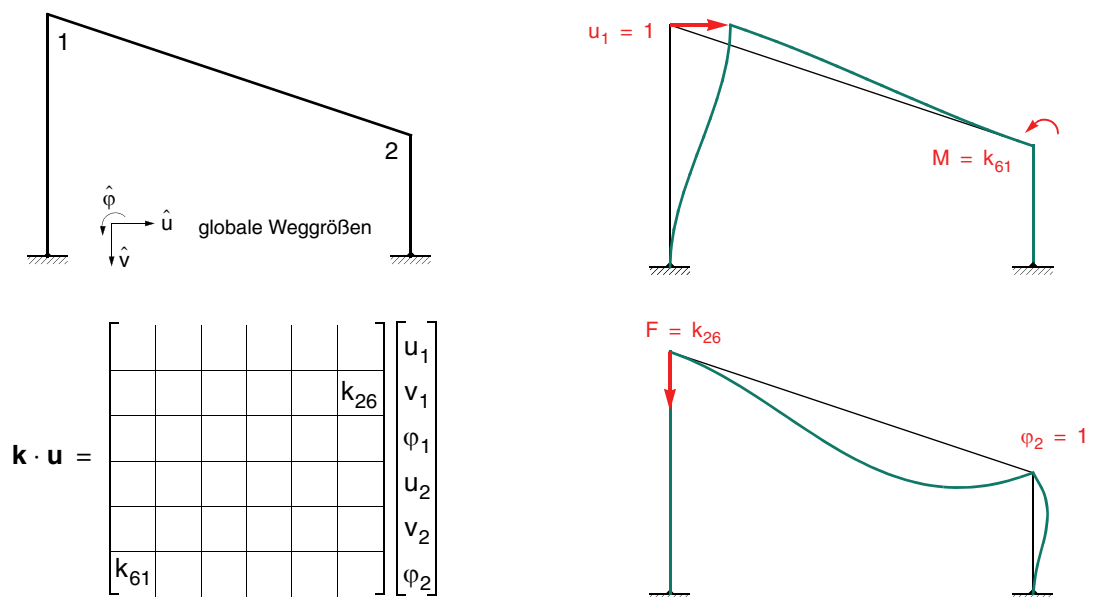 1
2
φ̂
û
v̂
globale Weggrößen
u₁ = 1
M = k₆₁
k · u =
k₂₆
k₆₁
u₁
v₁
φ₁
u₂
v₂
φ₂
F = k₂₆
φ₂ = 1